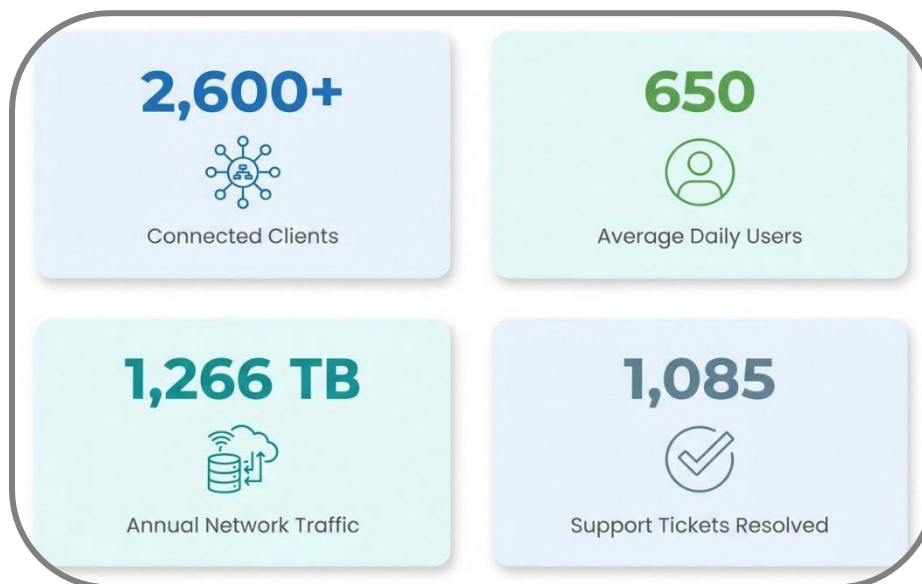 2,600+
Connected Clients
650
Average Daily Users
1,266 TB
Annual Network Traffic
1,085
Support Tickets Resolved